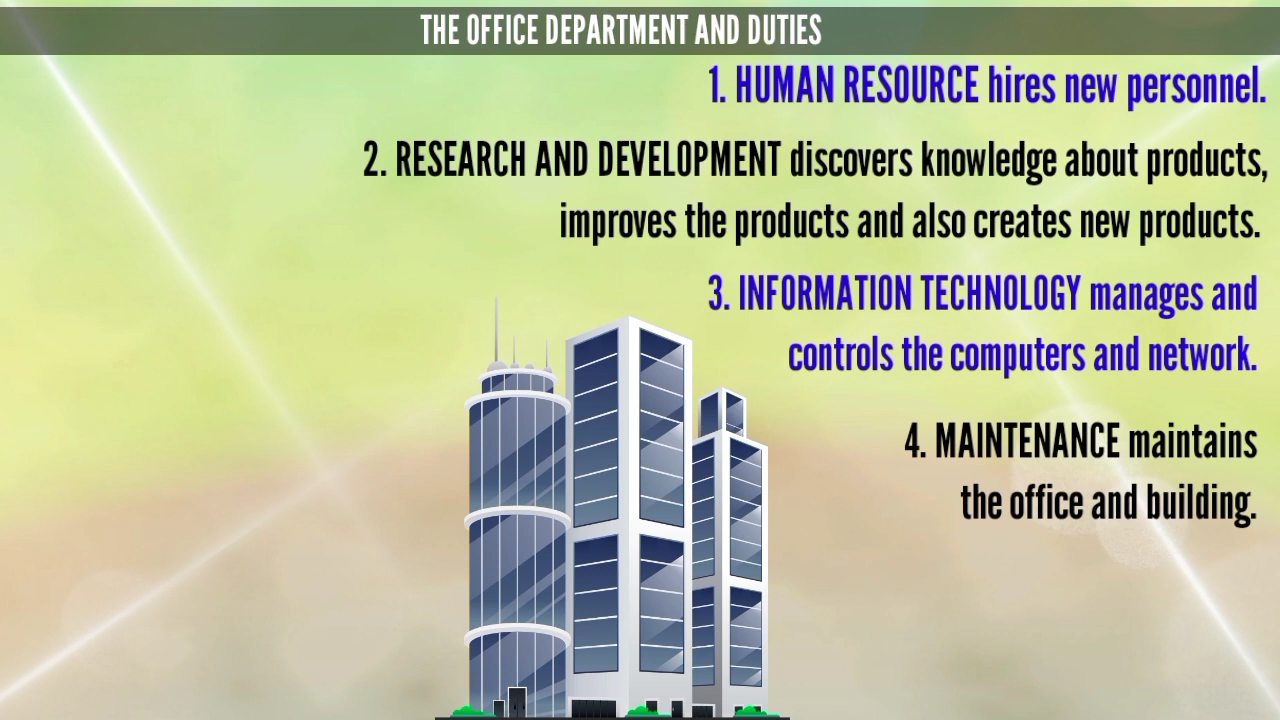 THE OFFICE DEPARTMENT AND DUTIES
1. HUMAN RESOURCE hires new personnel.
2. RESEARCH AND DEVELOPMENT discovers knowledge about products,
improves the products and also creates new products.
3. INFORMATION TECHNOLOGY manages and
controls the computers and network.
4. MAINTENANCE maintains
the office and building.